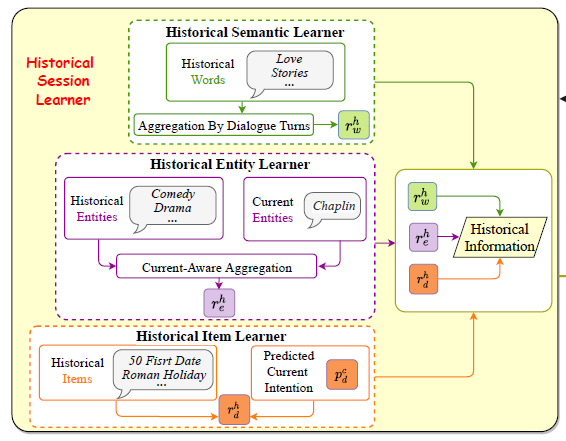 Historical
Session
Learner
Historical Semantic Learner
Historical
Words
Love
Stories
...
Aggregation By Dialogue Turns
r_w^h
Historical Entity Learner
Historical
Entities
Comedy
Drama
...
Current
Entities
Chaplin
Current-Aware Aggregation
r_e^h
Historical Item Learner
Historical
Items
50 Fisrt Date
Roman Holiday
...
Predicted
Current
Intention
p_d^c
r_d^h
r_w^h
r_e^h
r_d^h
Historical
Information